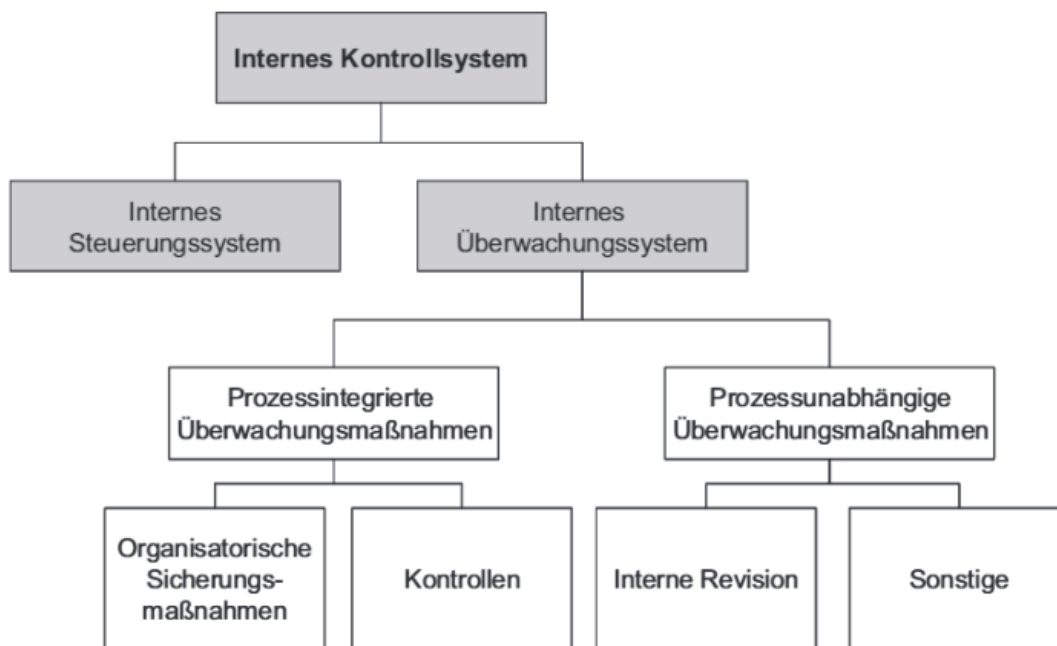 Internes Kontrollsystem
Internes
Steuerungssystem
Internes
Überwachungssystem
Prozessintegrierte
Überwachungsmaßnahmen
Prozessunabhängige
Überwachungsmaßnahmen
Organisatorische
Sicherungs-
maßnahmen
Kontrollen
Interne Revision
Sonstige